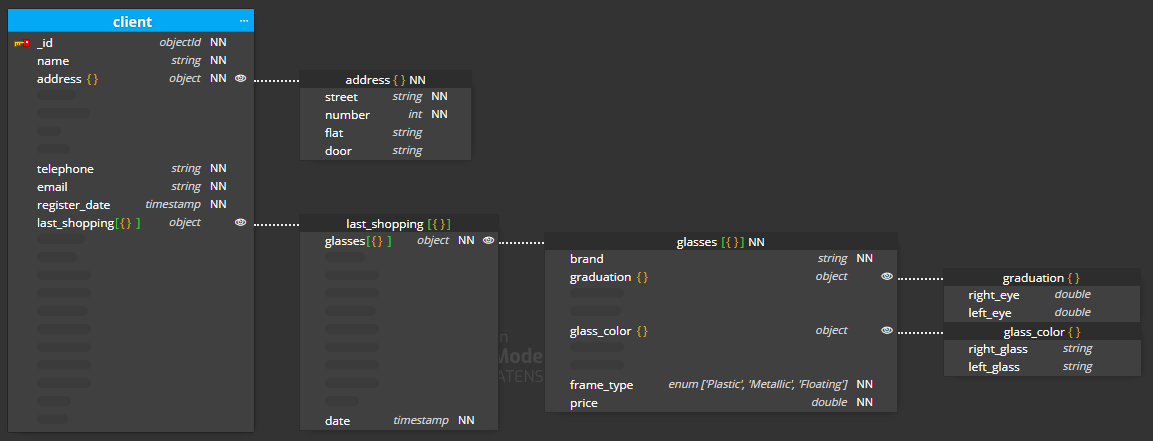 client ...
_id objectId NN
name string NN
address {} object NN
address {} NN
street string NN
number int NN
flat string
door string
telephone string NN
email string NN
register_date timestamp NN
last_shopping[{} ] object
last_shopping [{}]
glasses[{} ] object NN
date timestamp NN
glasses [{}] NN
brand string NN
graduation {} object
glass_color {} object
frame_type enum ['Plastic', 'Metallic', 'Floating'] NN
price double NN
graduation {}
right_eye double
left_eye double
glass_color {}
right_glass string
left_glass string
Mode
ATENS